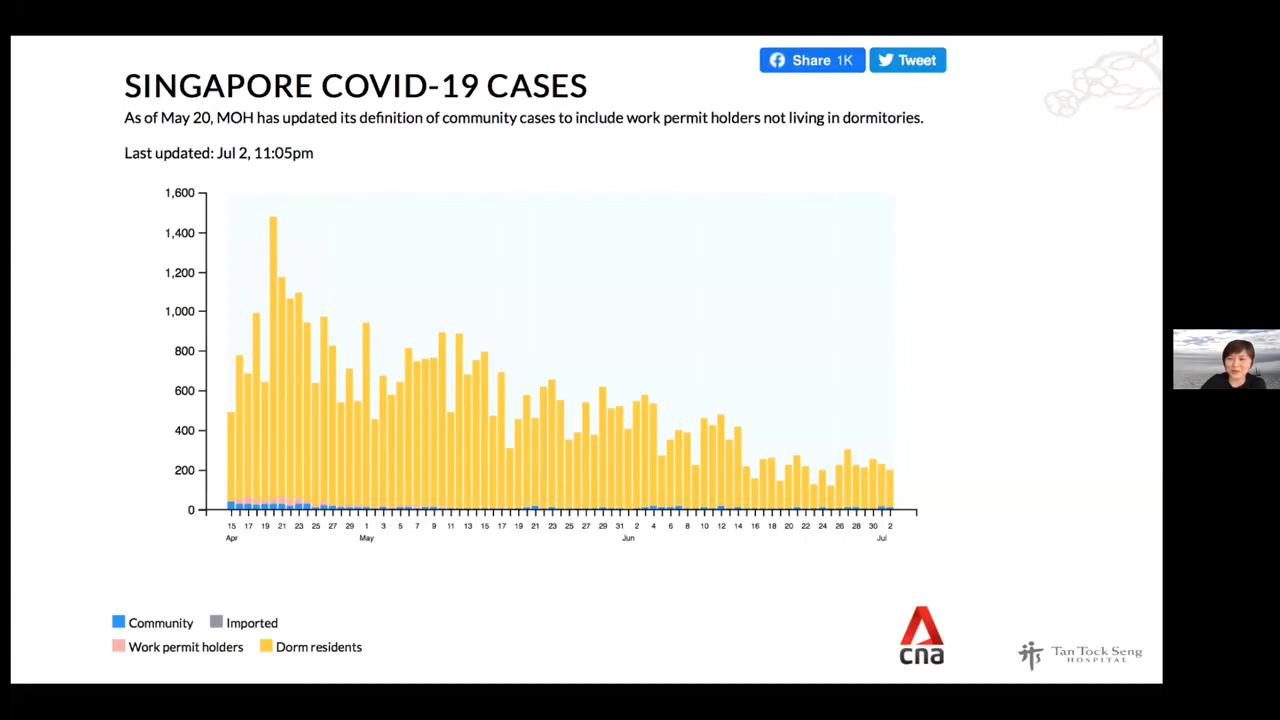 Share 1K
Tweet
SINGAPORE COVID-19 CASES
As of May 20, MOH has updated its definition of community cases to include work permit holders not living in dormitories.
Last updated: Jul 2, 11:05pm
1,600
1,400
1,200
1,000
800
600
400
200
0
15 17 19 21 23 25 27 29 1 3 5 7 9 11 13 15 17 19 21 23 25 27 29 31 2 4 6 8 10 12 14 16 18 20 22 24 26 28 30 2
Apr May Jun Jul
Community Imported
Work permit holders Dorm residents
cna
Tan Tock Seng
HOSPITAL